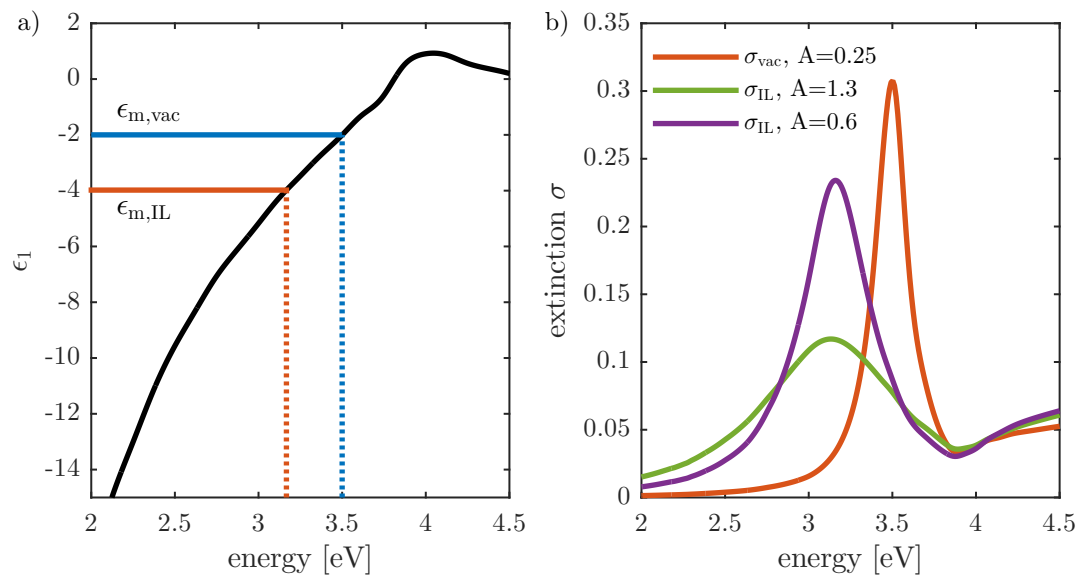 a)
ϵ₁
0
-2
-4
-6
-8
-10
-12
-14
ϵm,vac
ϵm,IL
2
2.5
3
3.5
4
4.5
energy [eV]
b)
extinction σ
0.35
0.3
0.25
0.2
0.15
0.1
0.05
0
σvac, A=0.25
σIL, A=1.3
σIL, A=0.6
2
2.5
3
3.5
4
4.5
energy [eV]